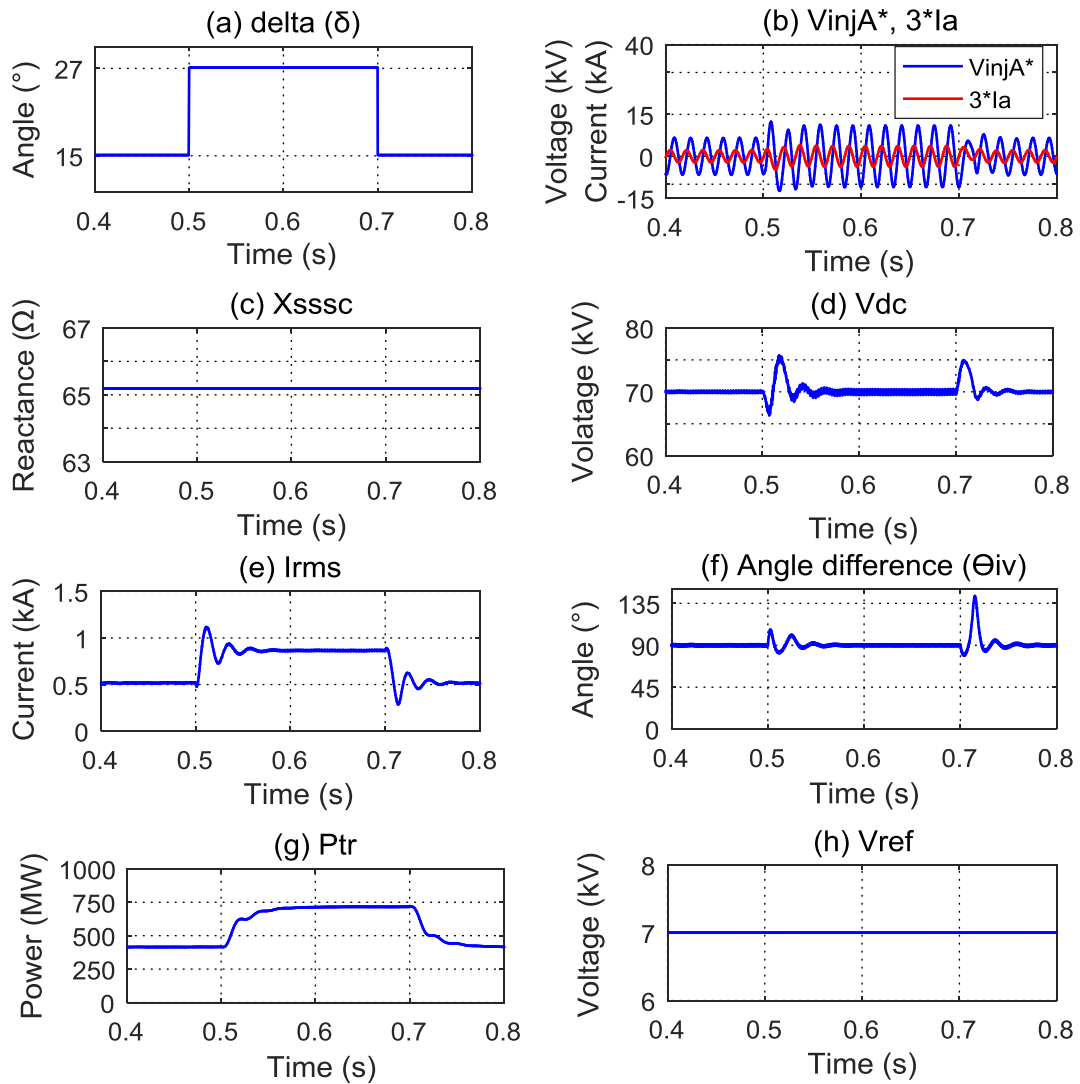 (a) delta (δ)
Angle (°)
27
15
0.4 0.5 0.6 0.7 0.8
Time (s)
(b) VinjA*, 3*Ia
Voltage (kV)
Current (kA)
40
15
0
-15
VinjA*
3*Ia
0.4 0.5 0.6 0.7 0.8
Time (s)
(c) Xsssc
Reactance (Ω)
67
65
63
0.4 0.5 0.6 0.7 0.8
Time (s)
(d) Vdc
Volatage (kV)
80
70
60
0.4 0.5 0.6 0.7 0.8
Time (s)
(e) Irms
Current (kA)
1.5
1
0.5
0
0.4 0.5 0.6 0.7 0.8
Time (s)
(f) Angle difference (Θiv)
Angle (°)
135
90
45
0
0.4 0.5 0.6 0.7 0.8
Time (s)
(g) Ptr
Power (MW)
1000
750
500
250
0
0.4 0.5 0.6 0.7 0.8
Time (s)
(h) Vref
Voltage (kV)
8
7
6
0.4 0.5 0.6 0.7 0.8
Time (s)